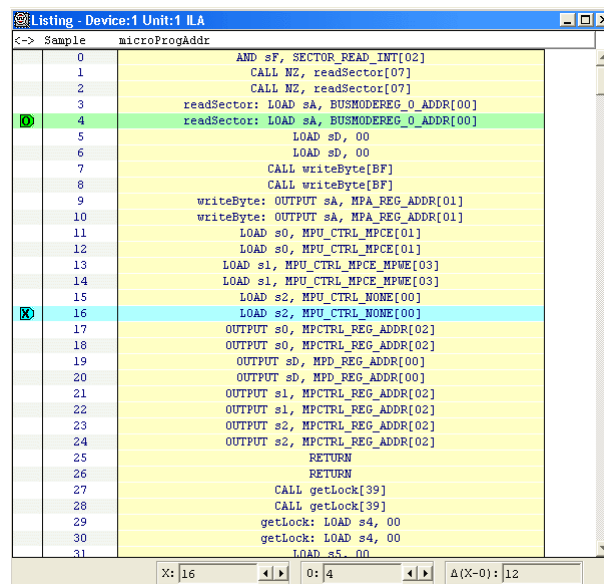 Listing - Device:1 Unit:1 ILA
<-> Sample microProgAddr
0 AND sF, SECTOR_READ_INT[02]
1 CALL NZ, readSector[07]
2 CALL NZ, readSector[07]
3 readSector: LOAD sA, BUSMODEREG_0_ADDR[00]
O 4 readSector: LOAD sA, BUSMODEREG_0_ADDR[00]
5 LOAD sD, 00
6 LOAD sD, 00
7 CALL writeByte[BF]
8 CALL writeByte[BF]
9 writeByte: OUTPUT sA, MPA_REG_ADDR[01]
10 writeByte: OUTPUT sA, MPA_REG_ADDR[01]
11 LOAD s0, MPU_CTRL_MPCE[01]
12 LOAD s0, MPU_CTRL_MPCE[01]
13 LOAD s1, MPU_CTRL_MPCE_MPWE[03]
14 LOAD s1, MPU_CTRL_MPCE_MPWE[03]
15 LOAD s2, MPU_CTRL_NONE[00]
X 16 LOAD s2, MPU_CTRL_NONE[00]
17 OUTPUT s0, MPCTRL_REG_ADDR[02]
18 OUTPUT s0, MPCTRL_REG_ADDR[02]
19 OUTPUT sD, MPD_REG_ADDR[00]
20 OUTPUT sD, MPD_REG_ADDR[00]
21 OUTPUT s1, MPCTRL_REG_ADDR[02]
22 OUTPUT s1, MPCTRL_REG_ADDR[02]
23 OUTPUT s2, MPCTRL_REG_ADDR[02]
24 OUTPUT s2, MPCTRL_REG_ADDR[02]
25 RETURN
26 RETURN
27 CALL getLock[39]
28 CALL getLock[39]
29 getLock: LOAD s4, 00
30 getLock: LOAD s4, 00
31 LOAD s5, 00
X: 16 O: 4 Δ(X-O): 12